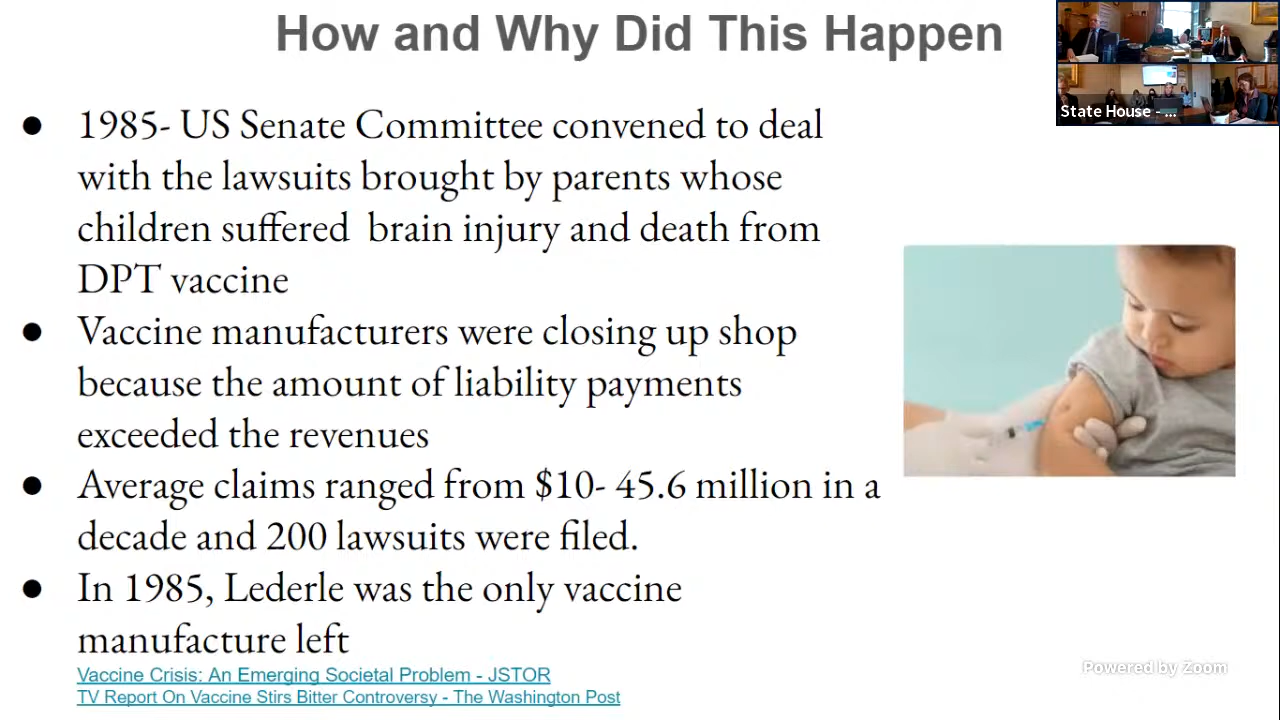 How and Why Did This Happen
State House - ...
● 1985- US Senate Committee convened to deal
with the lawsuits brought by parents whose
children suffered  brain injury and death from
DPT vaccine
● Vaccine manufacturers were closing up shop
because the amount of liability payments
exceeded the revenues
● Average claims ranged from $10- 45.6 million in a
decade and 200 lawsuits were filed.
● In 1985, Lederle was the only vaccine
manufacture left
Vaccine Crisis: An Emerging Societal Problem - JSTOR
TV Report On Vaccine Stirs Bitter Controversy - The Washington Post
Powered by Zoom